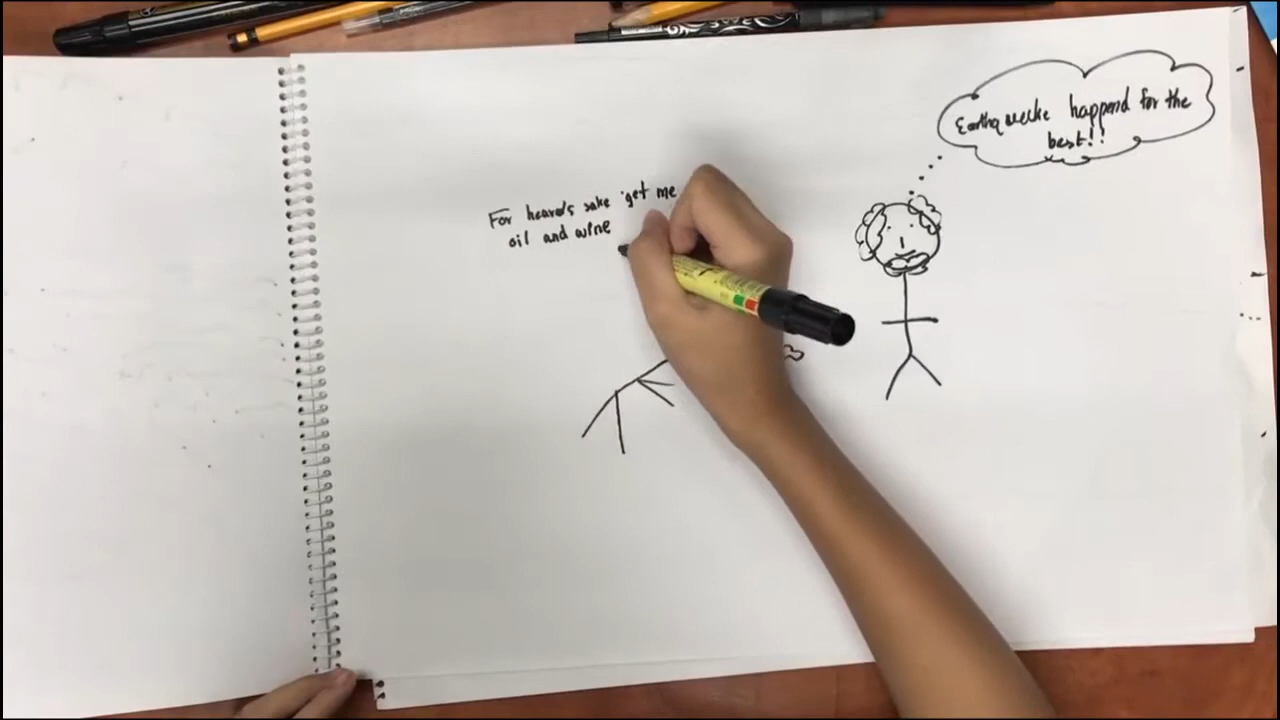 For heaven's sake get me
oil and wine
Earthquake happend for the
best!!